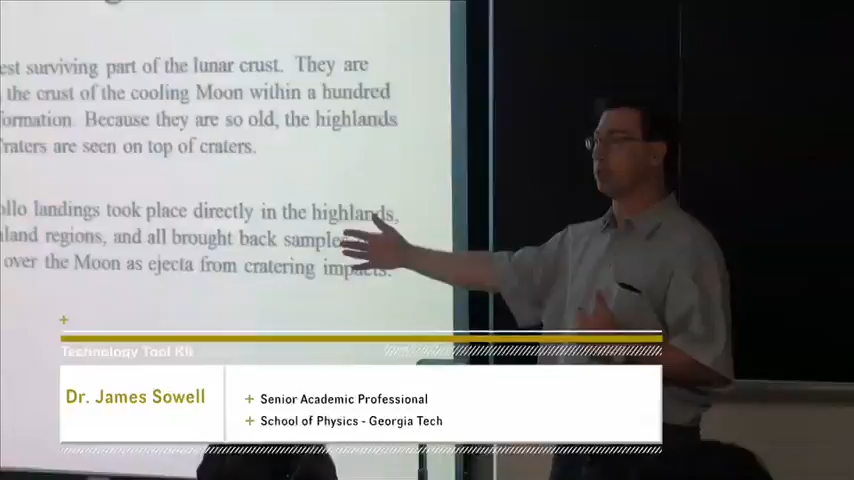 est surviving part of the lunar crust. They are
the crust of the cooling Moon within a hundred
ormation. Because they are so old, the highlands
raters are seen on top of craters.
ollo landings took place directly in the highlands,
land regions, and all brought back samples
over the Moon as ejecta from cratering impacts.
Technology Tool Kit
Dr. James Sowell
+ Senior Academic Professional
+ School of Physics - Georgia Tech